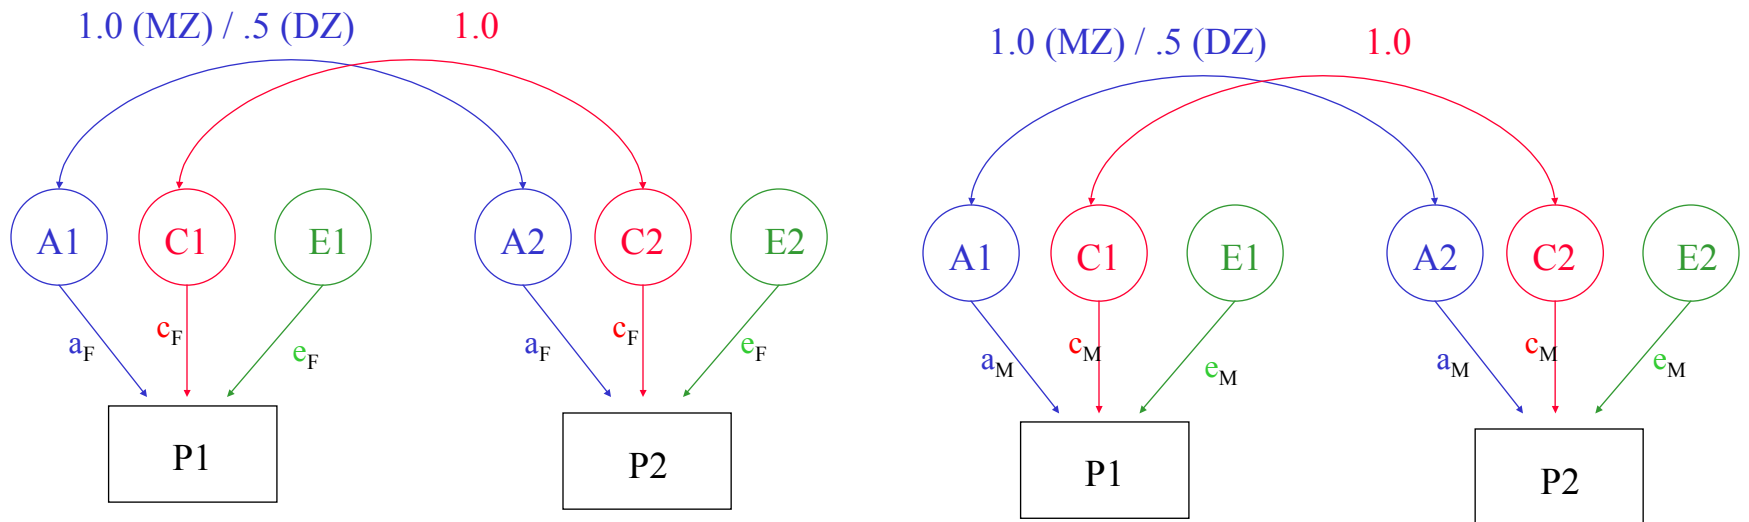 1.0 (MZ) / .5 (DZ) 1.0
A1 C1 E1 A2 C2 E2
aF cF eF aF cF eF
P1 P2
1.0 (MZ) / .5 (DZ) 1.0
A1 C1 E1 A2 C2 E2
aM cM eM aM cM eM
P1 P2